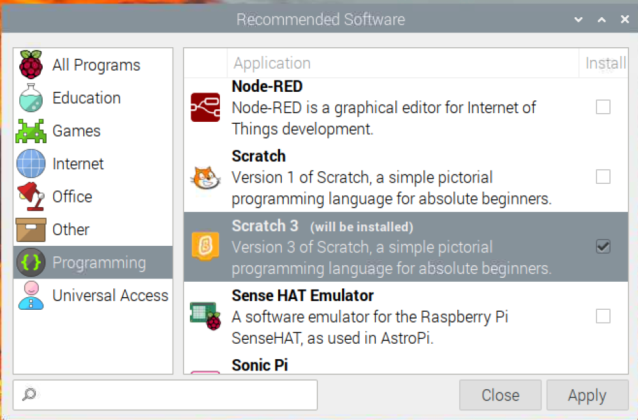 Recommended Software
All Programs
Education
Games
Internet
Office
Other
Programming
Universal Access
Application Install
Node-RED
Node-RED is a graphical editor for Internet of
Things development.
Scratch
Version 1 of Scratch, a simple pictorial
programming language for absolute beginners.
Scratch 3 (will be installed)
Version 3 of Scratch, a simple pictorial
programming language for absolute beginners.
Sense HAT Emulator
A software emulator for the Raspberry Pi
SenseHAT, as used in AstroPi.
Sonic Pi
Close Apply